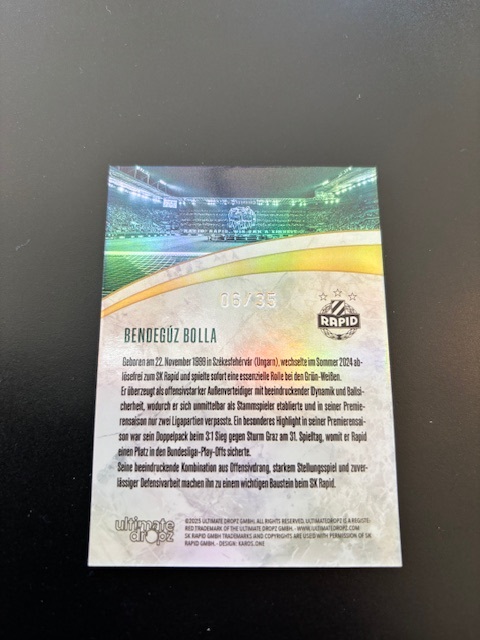 06/35
RAPID
BENDEGÚZ BOLLA
Geboren am 22. November 1999 in Székesfehérvár (Ungarn), wechselte im Sommer 2024 ab-
lösefrei zum SK Rapid und spielte sofort eine essenzielle Rolle bei den Grün-Weißen.
Er überzeugt als offensivstarker Außenverteidiger mit beeindruckender Dynamik und Ballsi-
cherheit, wodurch er sich unmittelbar als Stammspieler etablierte und in seiner Premie-
rensaison nur zwei Ligapartien verpasste. Ein besonderes Highlight in seiner Premierensai-
son war sein Doppelpack beim 3:1 Sieg gegen Sturm Graz am 31. Spieltag, womit er Rapid
einen Platz in den Bundesliga-Play-Offs sicherte.
Seine beeindruckende Kombination aus Offensivdrang, starkem Stellungsspiel und zuver-
lässiger Defensivarbeit machen ihn zu einem wichtigen Baustein beim SK Rapid.
ultimate
dropz
©2025 ULTIMATE DROPZ GMBH, ALL RIGHTS RESERVED, ULTIMATEDROPZ IS A REGISTE-
RED TRADEMARK OF THE ULTIMATE DROPZ GMBH. - WWW.ULTIMATEDROPZ.COM
SK RAPID GMBH TRADEMARKS AND COPYRIGHTS ARE USED WITH PERMISSION OF SK
RAPID GMBH. - DESIGN: KABOS.ONE